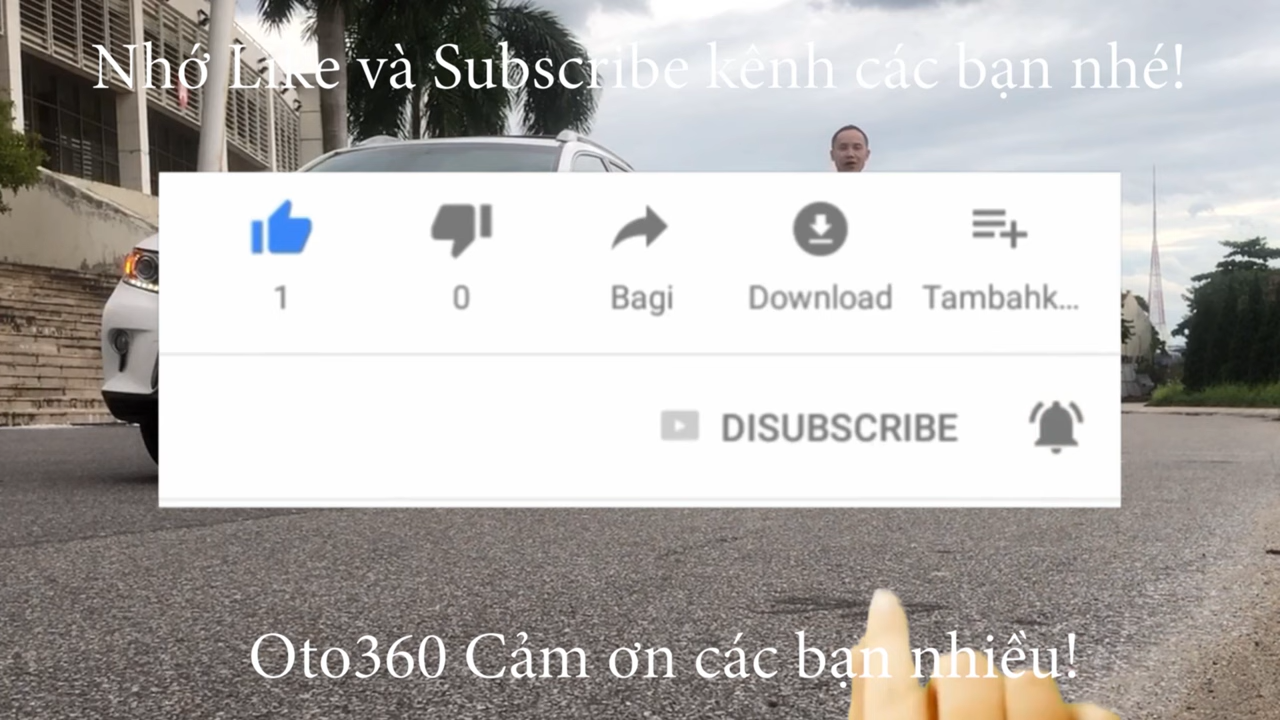 Nhớ Like và Subscribe kênh các bạn nhé!
1 0 Bagi Download Tambahk...
DISUBSCRIBE
Oto360 Cảm ơn các bạn nhiều!